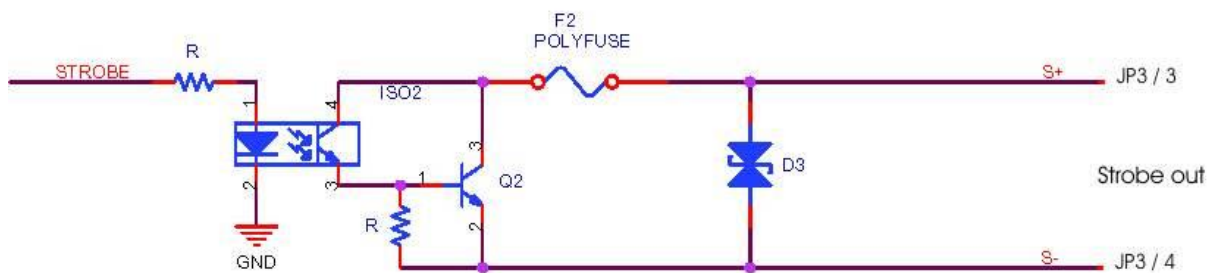 F2
POLYFUSE
R
STROBE
S+
JP3 / 3
ISO2
1
4
3
D3
1
Q2
Strobe out
2
3
R
2
GND
S-
JP3 / 4